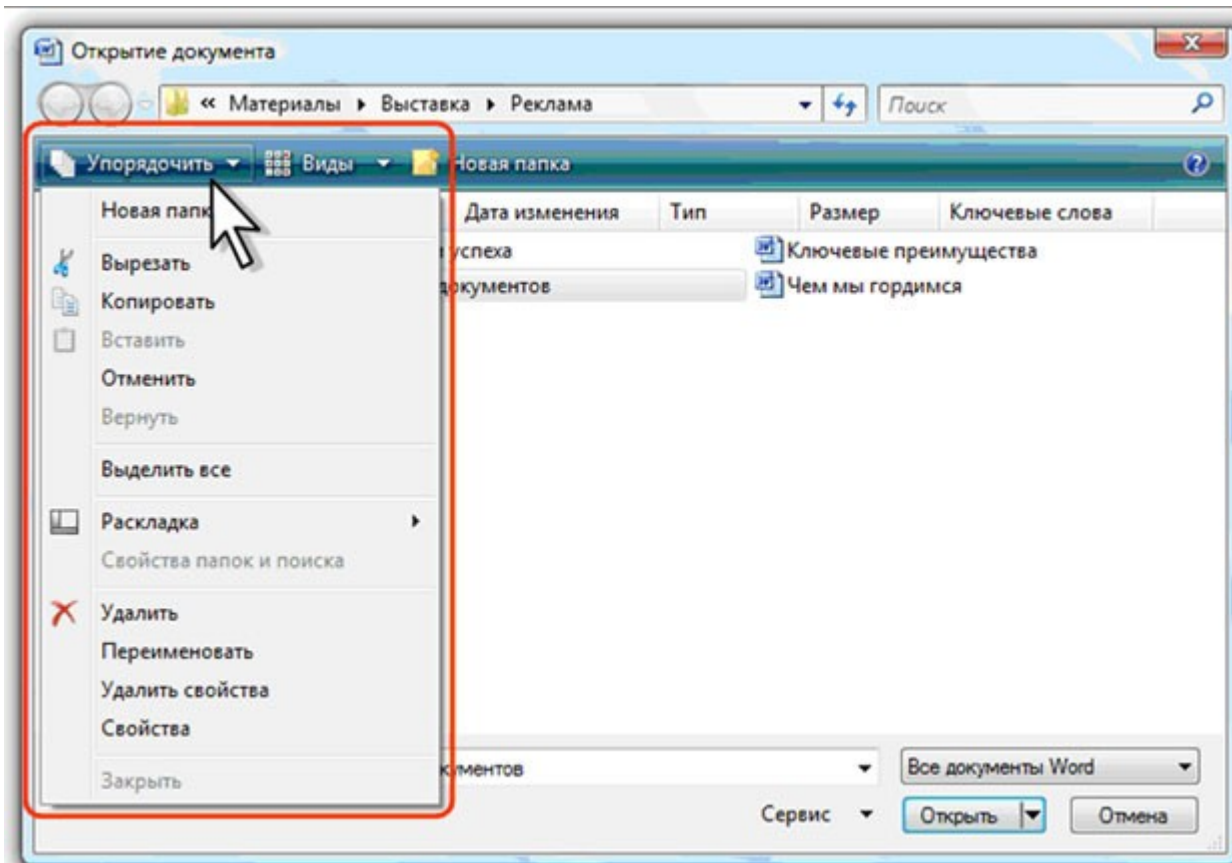 Открытие документа
« Материалы Выставка Реклама Поиск
Упорядочить Виды Новая папка
Дата изменения Тип Размер Ключевые слова
успеха Ключевые преимущества
документов Чем мы гордимся
Новая
Вырезать
Копировать
Вставить
Отменить
Вернуть
Выделить все
Раскладка
Свойства папок и поиска
Удалить
Переименовать
Удалить свойства
Свойства
Закрыть
Все документы Word
Сервис Открыть Отмена